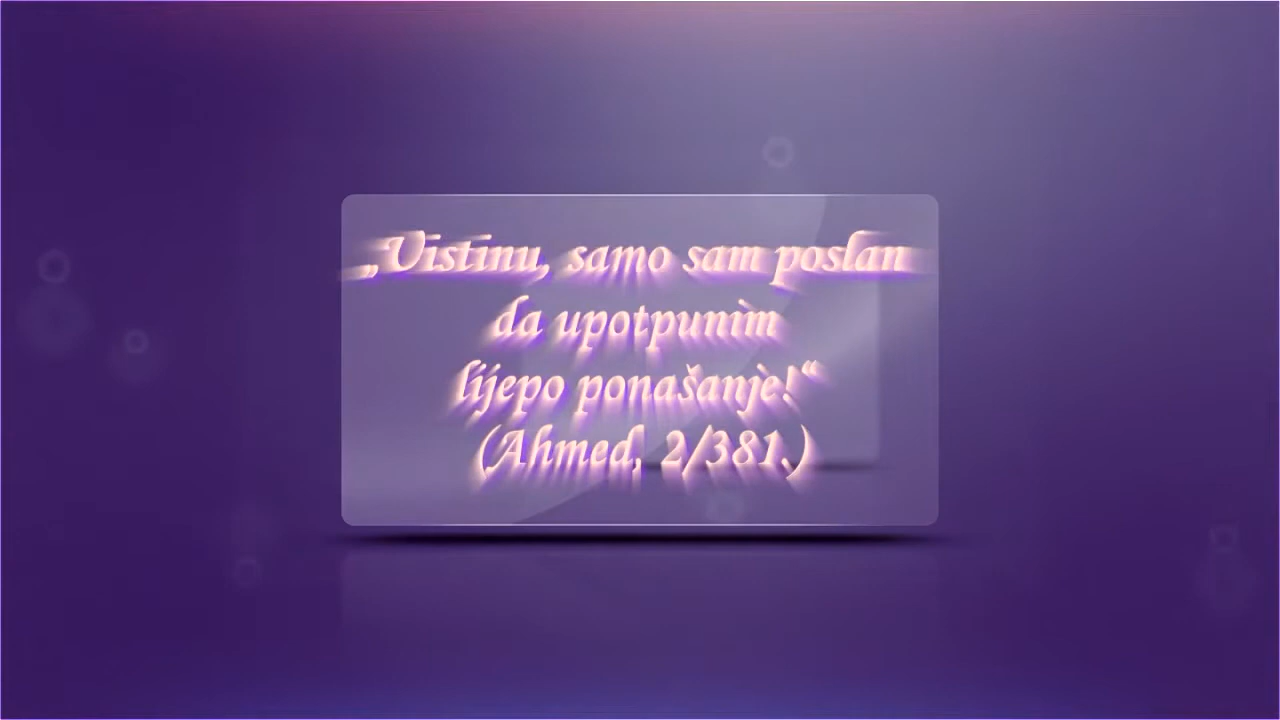 „Uistinu, samo sam poslan
da upotpunim
lijepo ponašanje!“
(Ahmed, 2/381.)